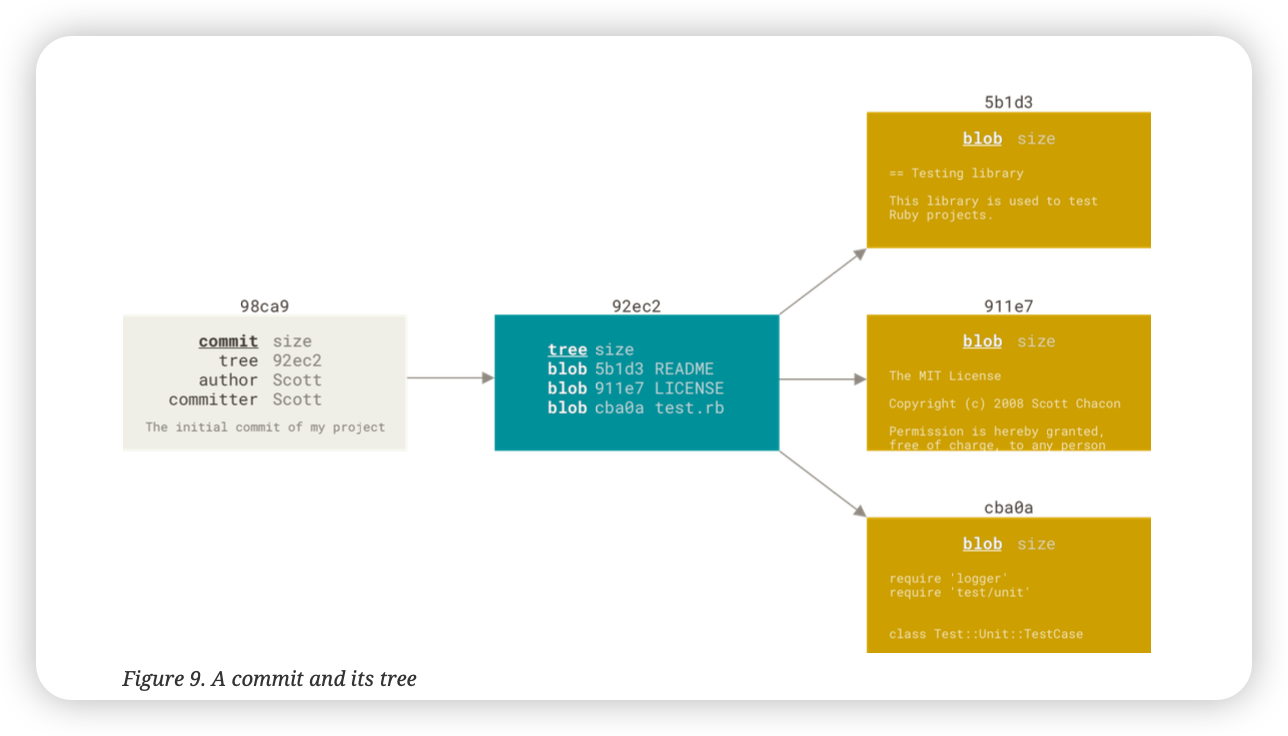 98ca9
commit size
tree 92ec2
author Scott
committer Scott
The initial commit of my project
92ec2
tree size
blob 5b1d3 README
blob 911e7 LICENSE
blob cba0a test.rb
5b1d3
blob size
== Testing library
This library is used to test
Ruby projects.
911e7
blob size
The MIT License
Copyright (c) 2008 Scott Chacon
Permission is hereby granted,
free of charge, to any person
cba0a
blob size
require 'logger'
require 'test/unit'
class Test::Unit::TestCase
Figure 9. A commit and its tree